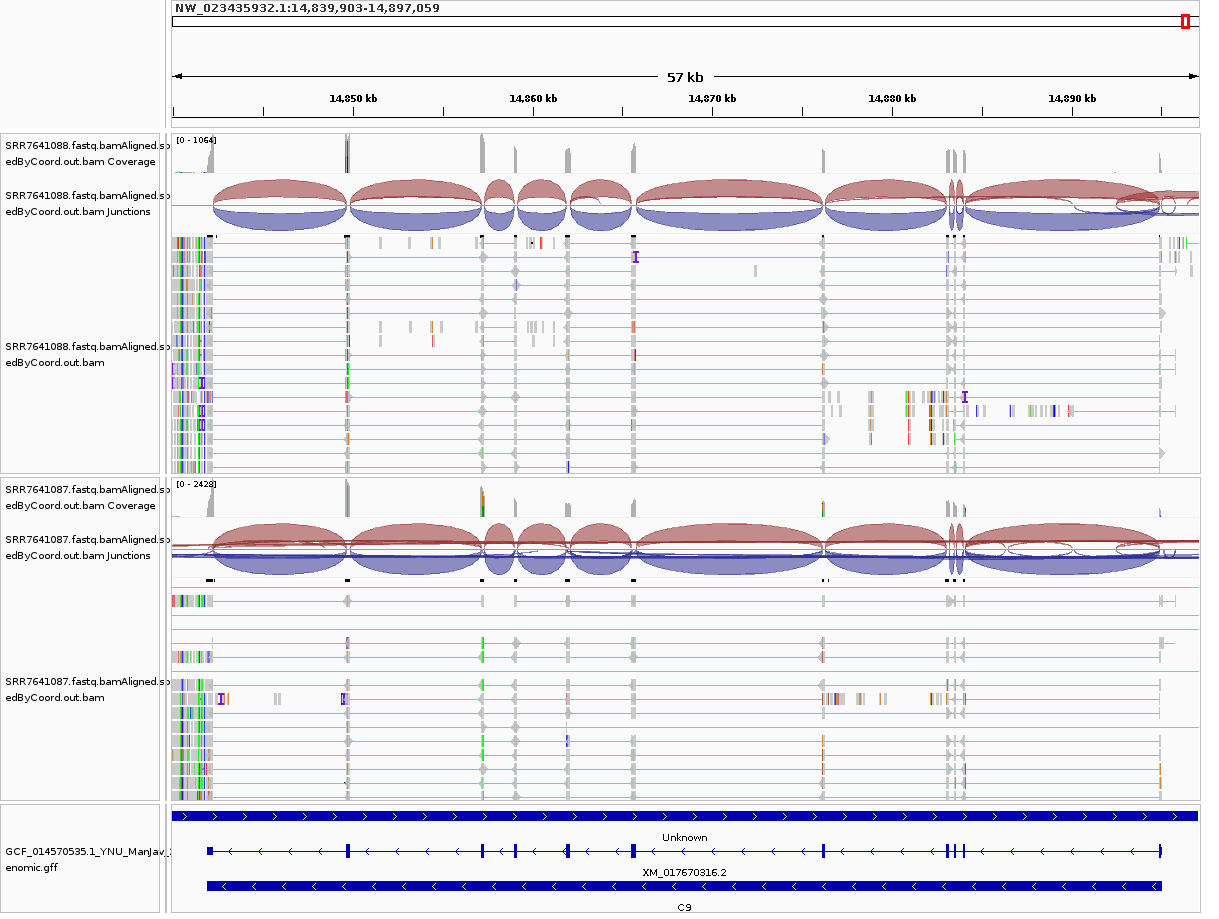 NW_023435932.1:14,839,903-14,897,059
57 kb
14,850 kb 14,860 kb 14,870 kb 14,880 kb 14,890 kb
SRR7641088.fastq.bamAligned.so
edByCoord.out.bam Coverage
[0 - 1064]
SRR7641088.fastq.bamAligned.so
edByCoord.out.bam Junctions
SRR7641088.fastq.bamAligned.so
edByCoord.out.bam
SRR7641087.fastq.bamAligned.so
edByCoord.out.bam Coverage
[0 - 2428]
SRR7641087.fastq.bamAligned.so
edByCoord.out.bam Junctions
SRR7641087.fastq.bamAligned.so
edByCoord.out.bam
Unknown
GCF_014570535.1_YNU_ManJav_
enomic.gff
XM_017670316.2
C9